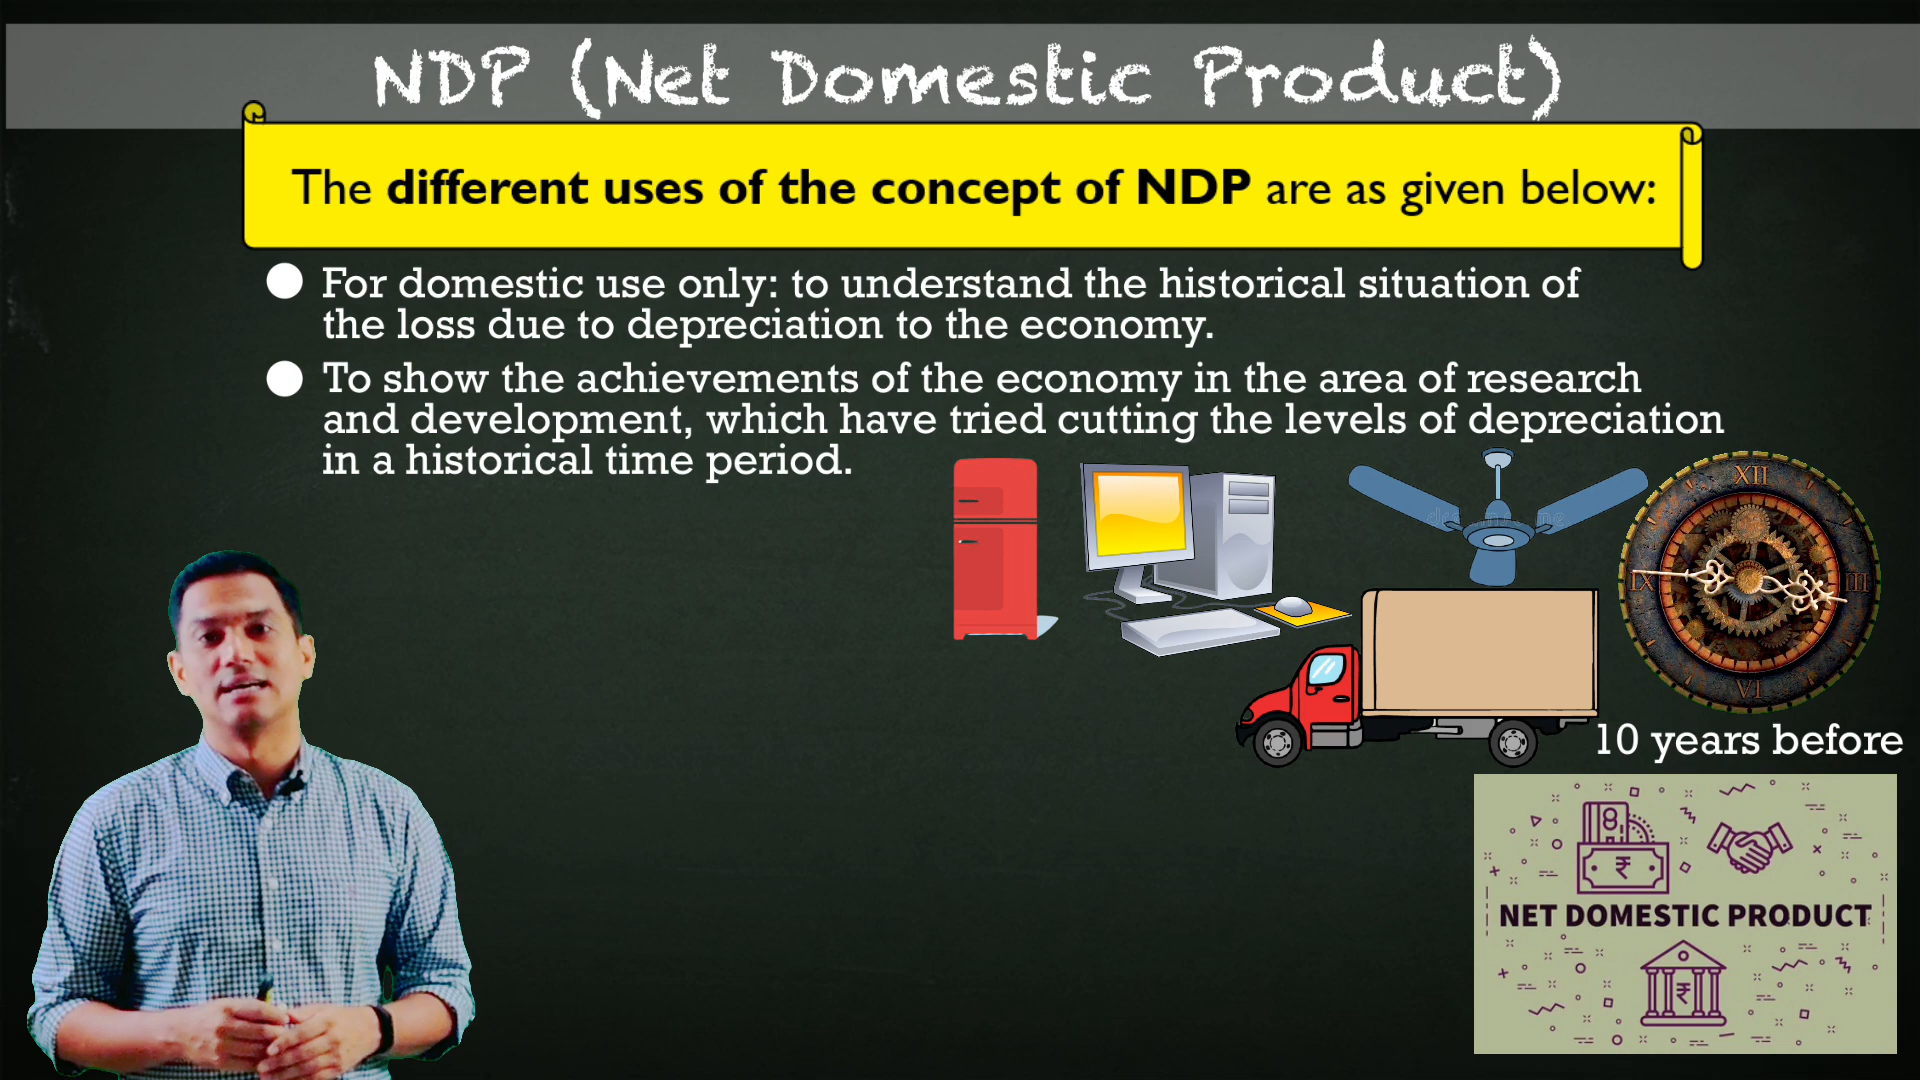 NDP (Net Domestic Product)
The different uses of the concept of NDP are as given below:
For domestic use only: to understand the historical situation of
the loss due to depreciation to the economy.
To show the achievements of the economy in the area of research
and development, which have tried cutting the levels of depreciation
in a historical time period.
XII
IX
III
VI
10 years before
8
₹
NET DOMESTIC PRODUCT
₹